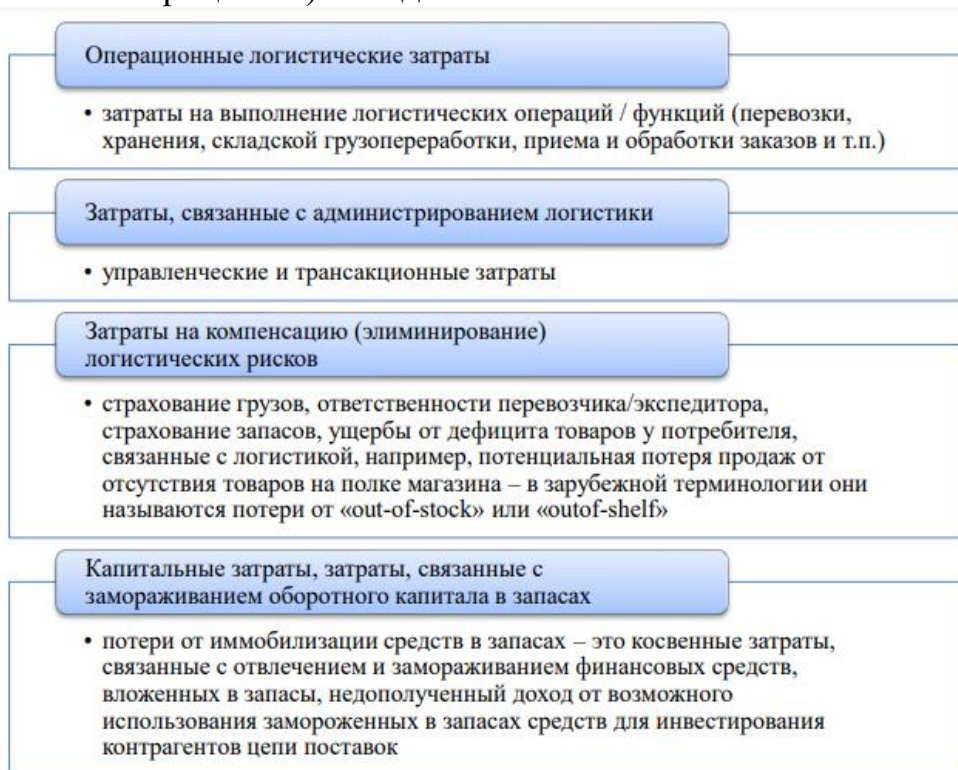 Операционные логистические затраты
• затраты на выполнение логистических операций / функций (перевозки,
хранения, складской грузопереработки, приема и обработки заказов и т.п.)
Затраты, связанные с администрированием логистики
• управленческие и трансакционные затраты
Затраты на компенсацию (элиминирование)
логистических рисков
• страхование грузов, ответственности перевозчика/экспедитора,
страхование запасов, ущербы от дефицита товаров у потребителя,
связанные с логистикой, например, потенциальная потеря продаж от
отсутствия товаров на полке магазина – в зарубежной терминологии они
называются потери от «out-of-stock» или «outof-shelf»
Капитальные затраты, затраты, связанные с
замораживанием оборотного капитала в запасах
• потери от иммобилизации средств в запасах – это косвенные затраты,
связанные с отвлечением и замораживанием финансовых средств,
вложенных в запасы, недополученный доход от возможного
использования замороженных в запасах средств для инвестирования
контрагентов цепи поставок